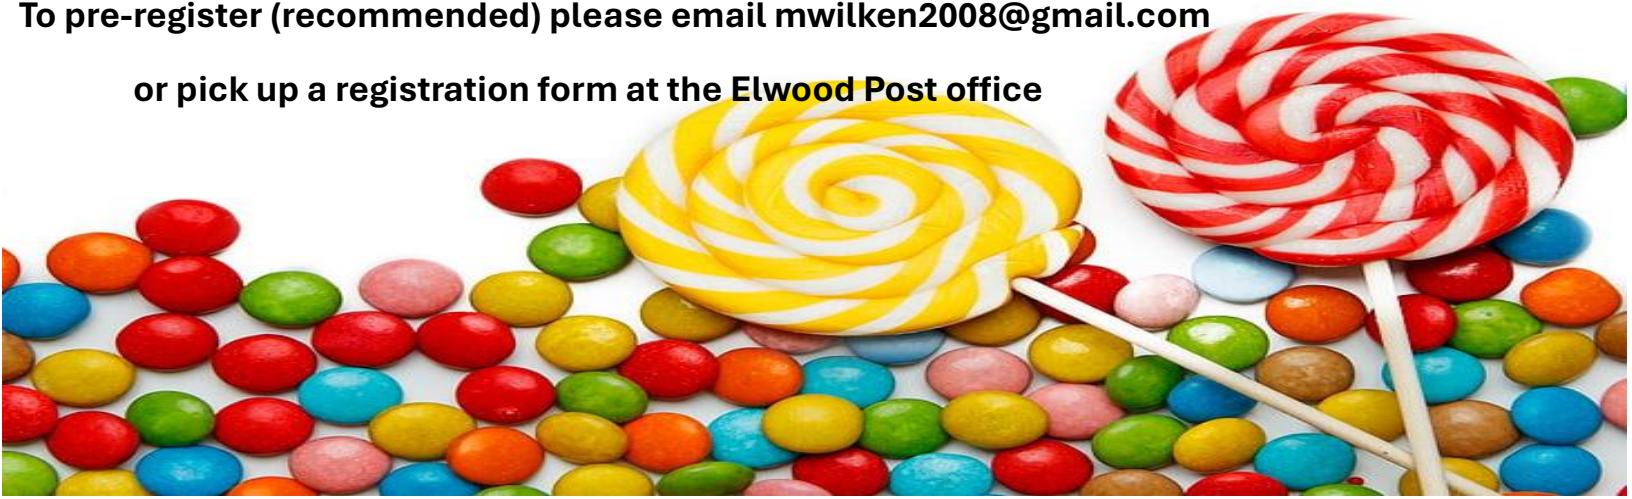 To pre-register (recommended) please email mwilken2008@gmail.com
or pick up a registration form at the Elwood Post office